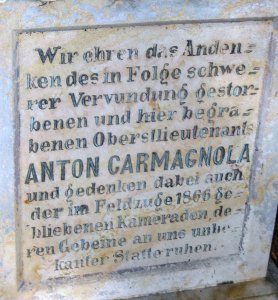 Wir ehren das Anden-
ken des in Folge schwe-
rer Vervundung gestor-
benen und hier begra-
benen Oberstlieutenants
ANTON CARMAGNOLA
und gedenken dabei auch
der im Feldzuge 1866 ge-
bliebenen Kameraden, de-
ren Gebeine an uns unbe-
kanter Statte ruhen.